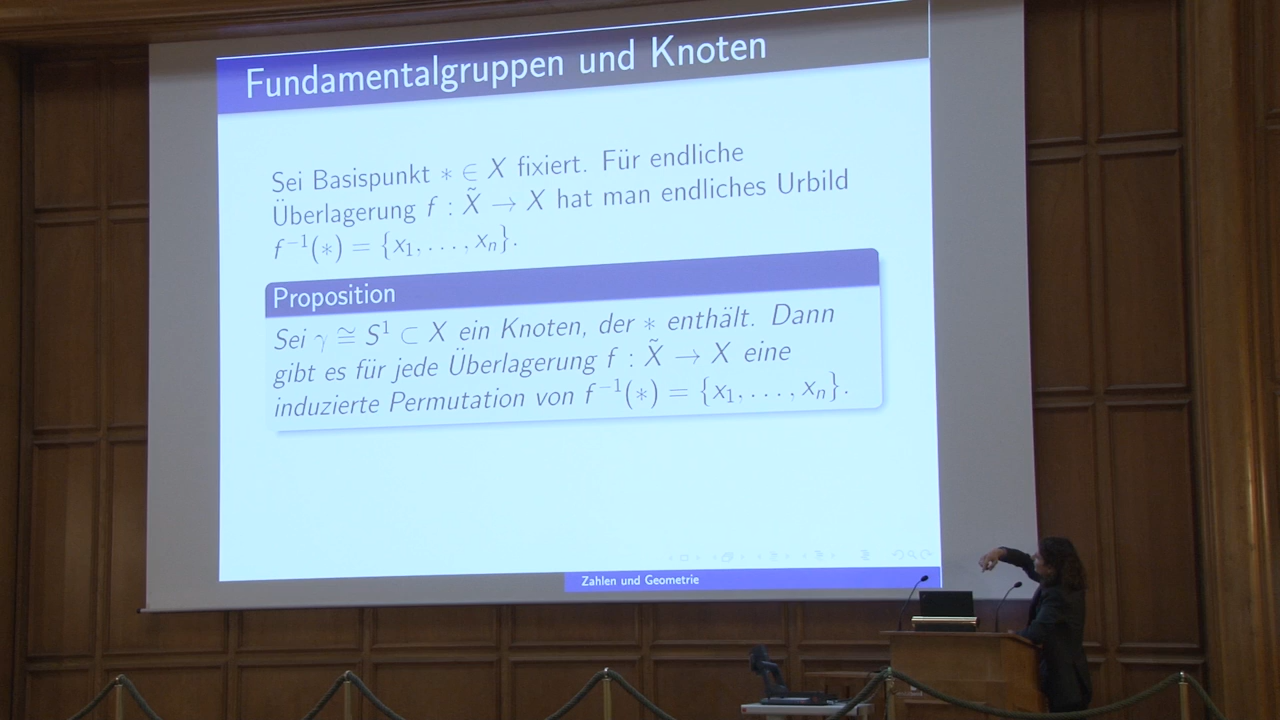 Fundamentalgruppen und Knoten
Sei Basispunkt ∗ ∈ X fixiert. Für endliche
Überlagerung f : X̃ → X hat man endliches Urbild
f⁻¹(∗) = {x₁, . . . , xₙ}.
Proposition
Sei γ ≅ S¹ ⊂ X ein Knoten, der ∗ enthält. Dann
gibt es für jede Überlagerung f : X̃ → X eine
induzierte Permutation von f⁻¹(∗) = {x₁, . . . , xₙ}.
Zahlen und Geometrie